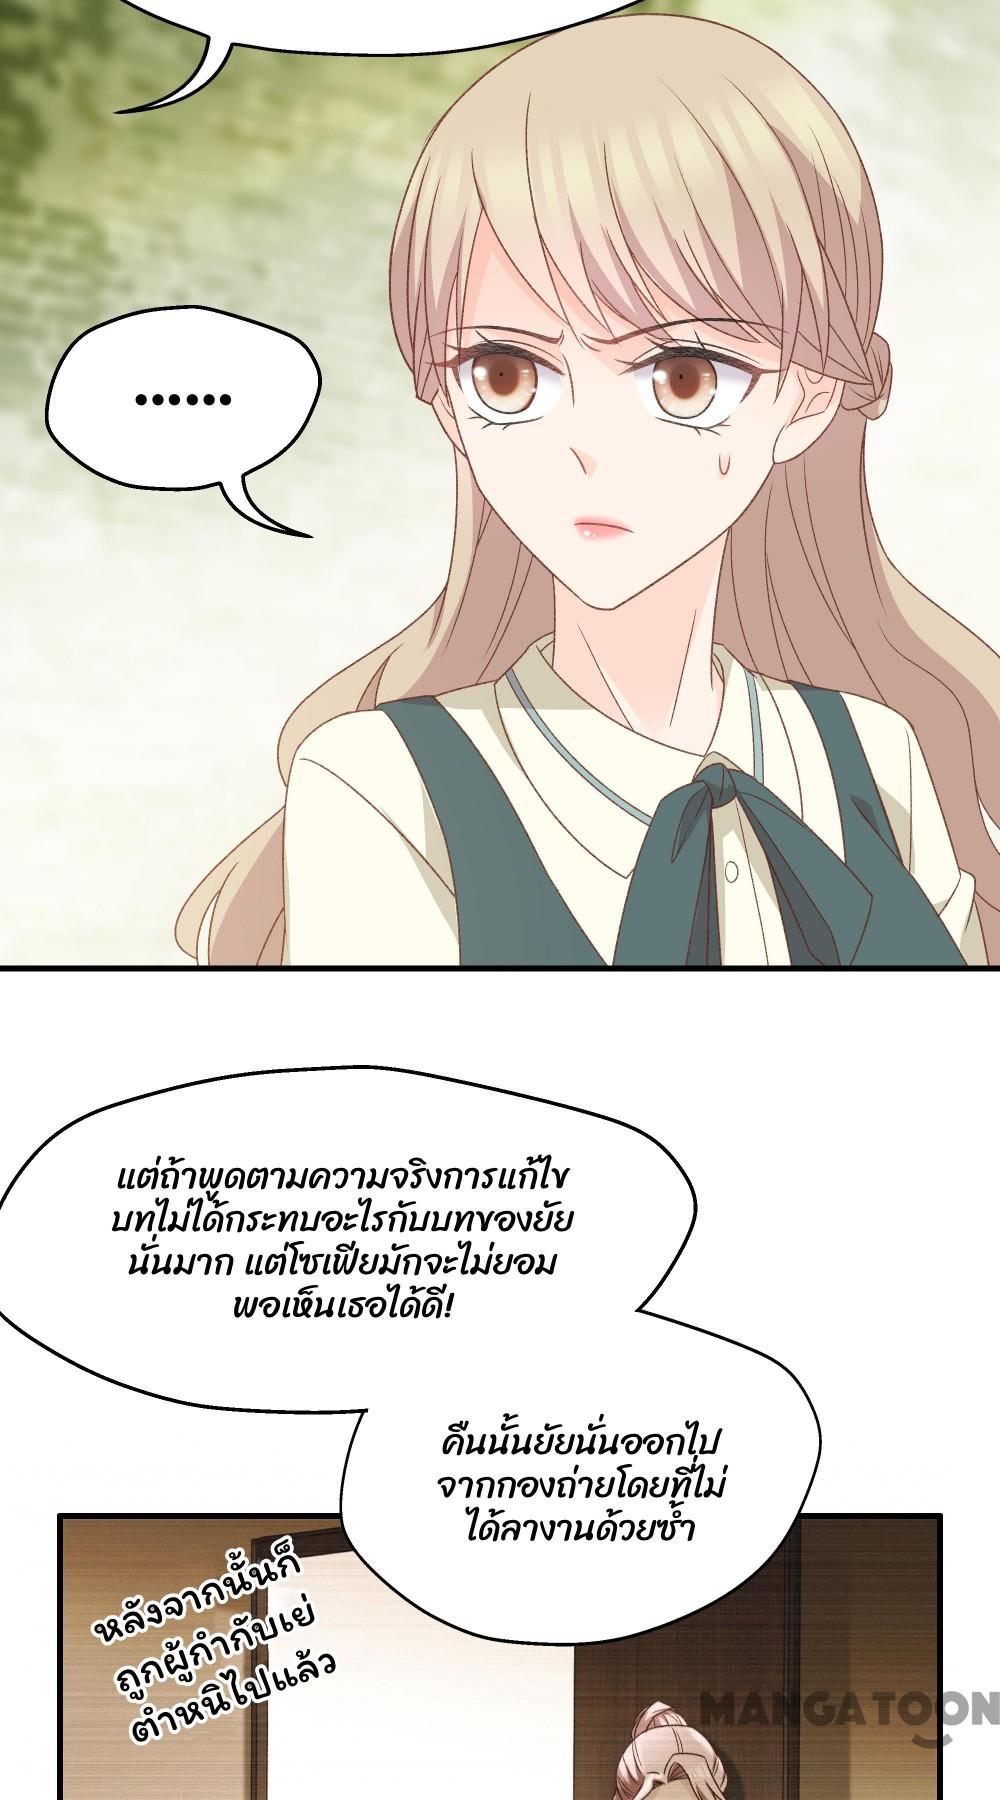 ••••••
แต่ถ้าพูดตามความจริงการแก้ไข
บทไม่ได้กระทบอะไรกับบทของยัย
นั่นมาก แต่โซเฟียมักจะไม่ยอม
พอเห็นเธอได้ดี!
คืนนั้นยัยนั่นออกไป
จากกองถ่ายโดยที่ไม่
ได้ลางานด้วยซ้ำ
หลังจากนั้นก็
ถูกผู้กำกับเย่
ตำหนิไปแล้ว
MANGATOON